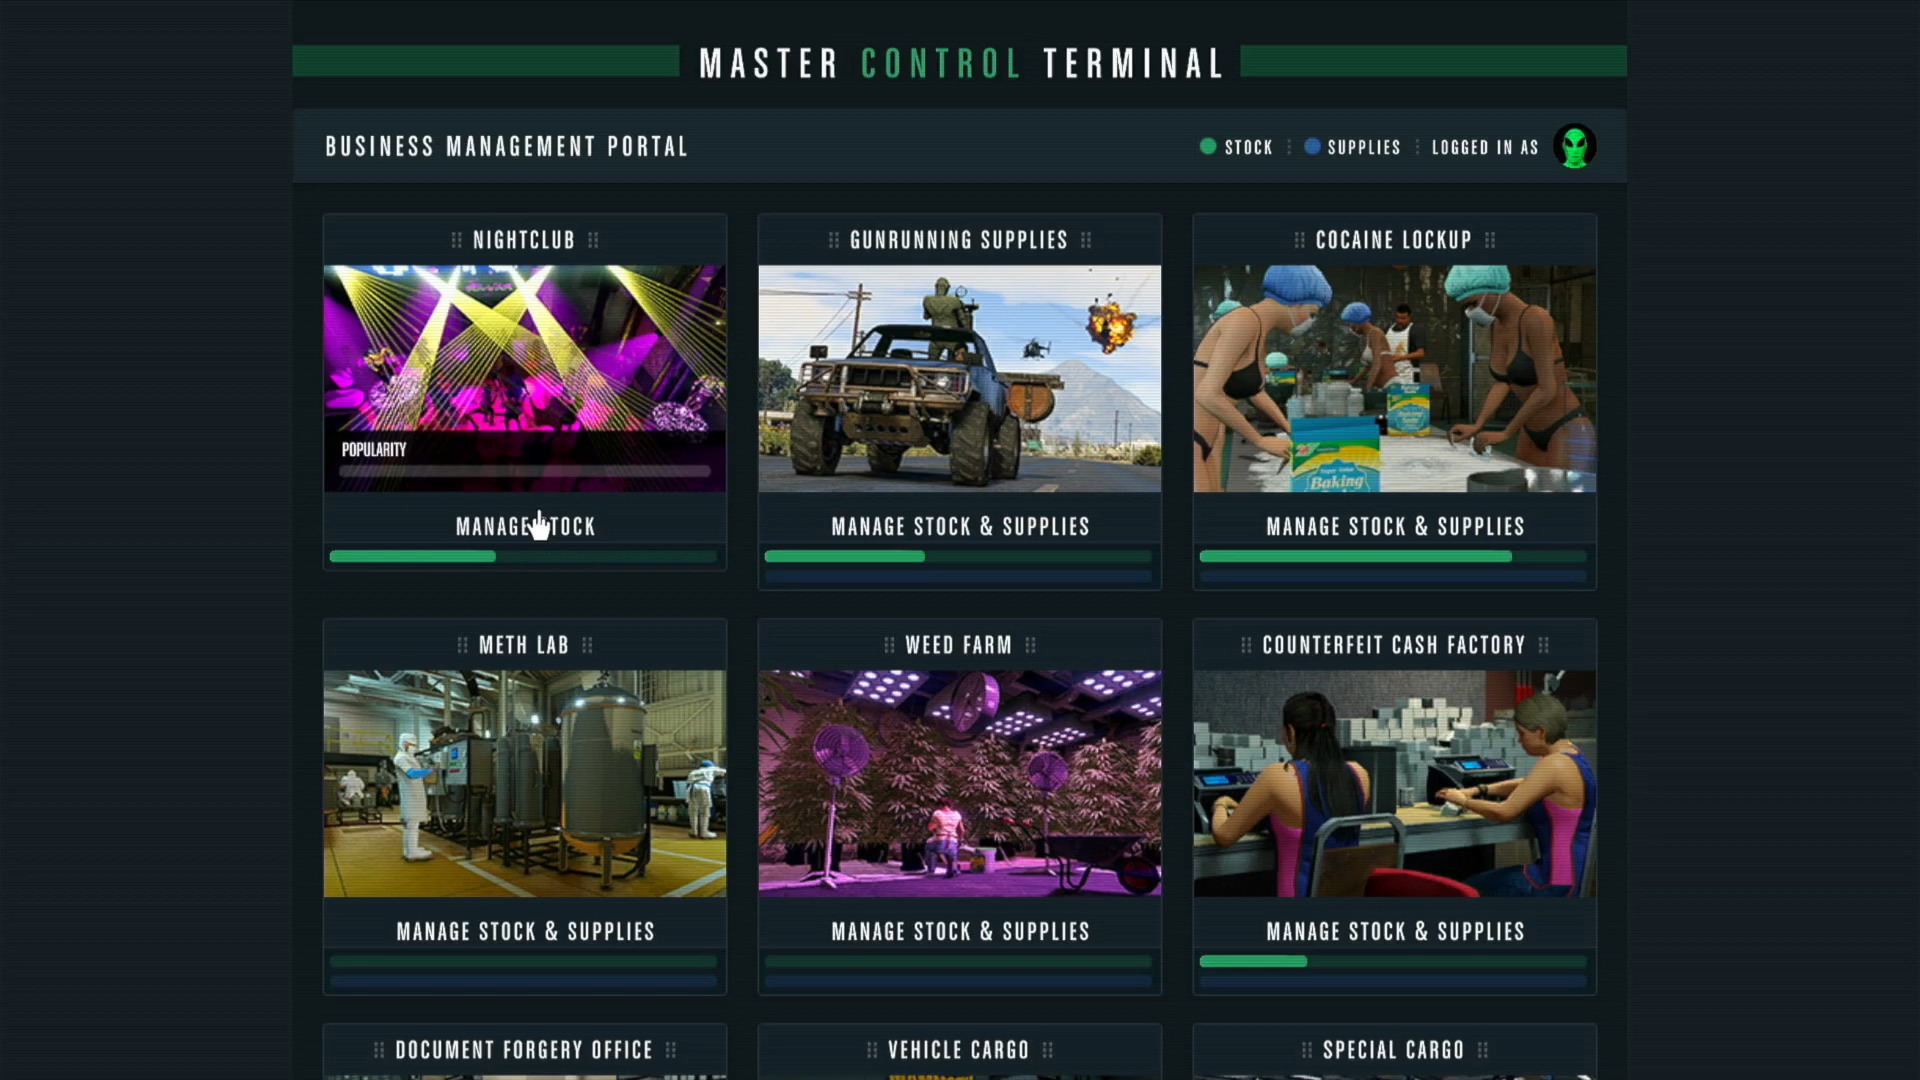 MASTER CONTROL TERMINAL
BUSINESS MANAGEMENT PORTAL
STOCK
SUPPLIES
LOGGED IN AS
NIGHTCLUB
GUNRUNNING SUPPLIES
COCAINE LOCKUP
POPULARITY
Baking
MANAGE STOCK
MANAGE STOCK & SUPPLIES
MANAGE STOCK & SUPPLIES
METH LAB
WEED FARM
COUNTERFEIT CASH FACTORY
MANAGE STOCK & SUPPLIES
MANAGE STOCK & SUPPLIES
MANAGE STOCK & SUPPLIES
DOCUMENT FORGERY OFFICE
VEHICLE CARGO
SPECIAL CARGO